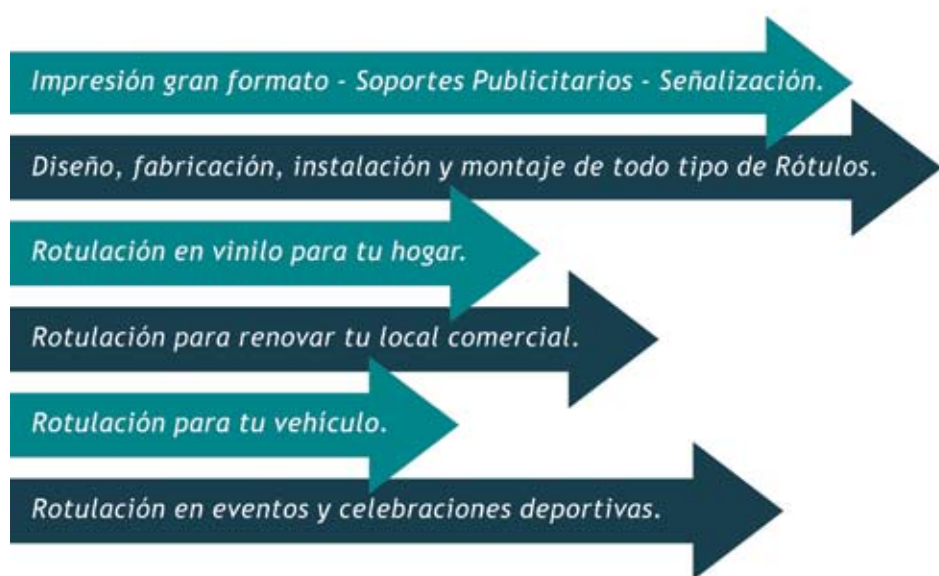 Impresión gran formato - Soportes Publicitarios - Señalización.
Diseño, fabricación, instalación y montaje de todo tipo de Rótulos.
Rotulación en vinilo para tu hogar.
Rotulación para renovar tu local comercial.
Rotulación para tu vehículo.
Rotulación en eventos y celebraciones deportivas.